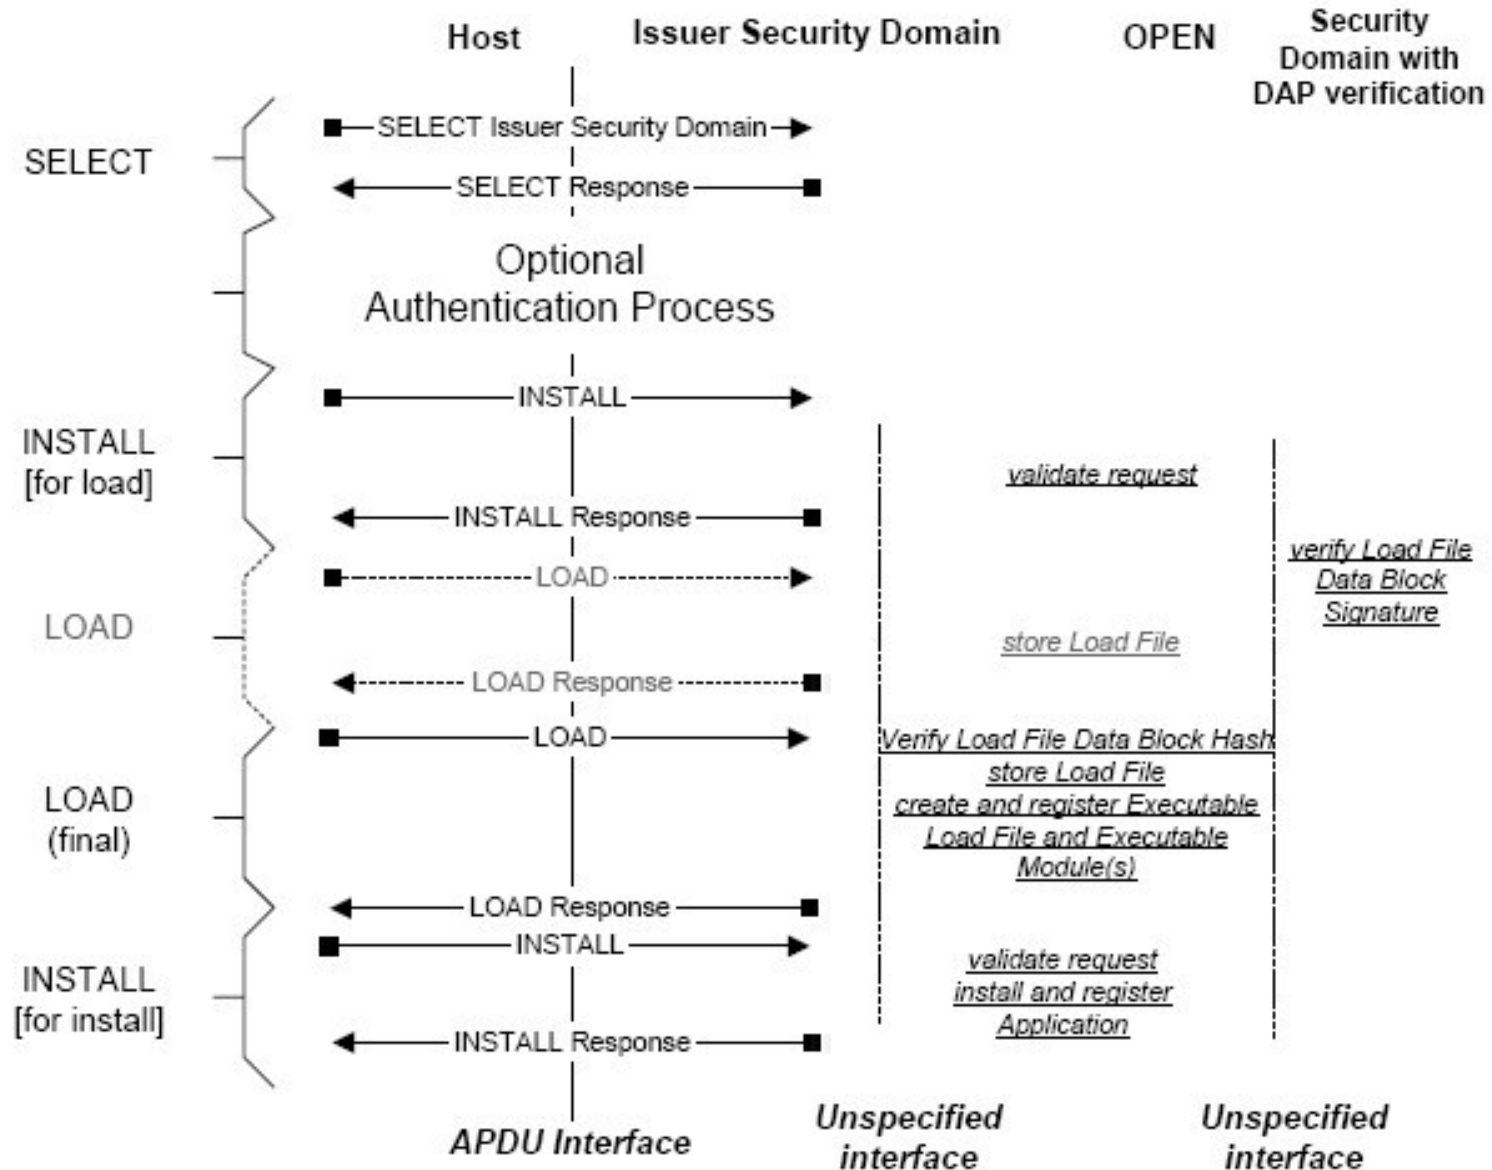 Host
Issuer Security Domain
OPEN
Security
Domain with
DAP verification
SELECT
SELECT Issuer Security Domain
SELECT Response
Optional
Authentication Process
INSTALL
[for load]
INSTALL
validate request
INSTALL Response
verify Load File
Data Block
Signature
LOAD
LOAD
store Load File
LOAD Response
LOAD
(final)
LOAD
Verify Load File Data Block Hash
store Load File
create and register Executable
Load File and Executable
Module(s)
LOAD Response
INSTALL
[for install]
INSTALL
validate request
install and register
Application
INSTALL Response
APDU Interface
Unspecified
interface
Unspecified
interface